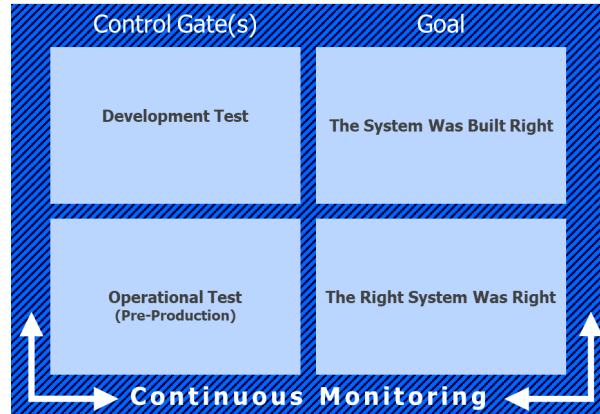 Control Gate(s) Goal
Development Test
The System Was Built Right
Operational Test
(Pre-Production)
The Right System Was Right
Continuous Monitoring